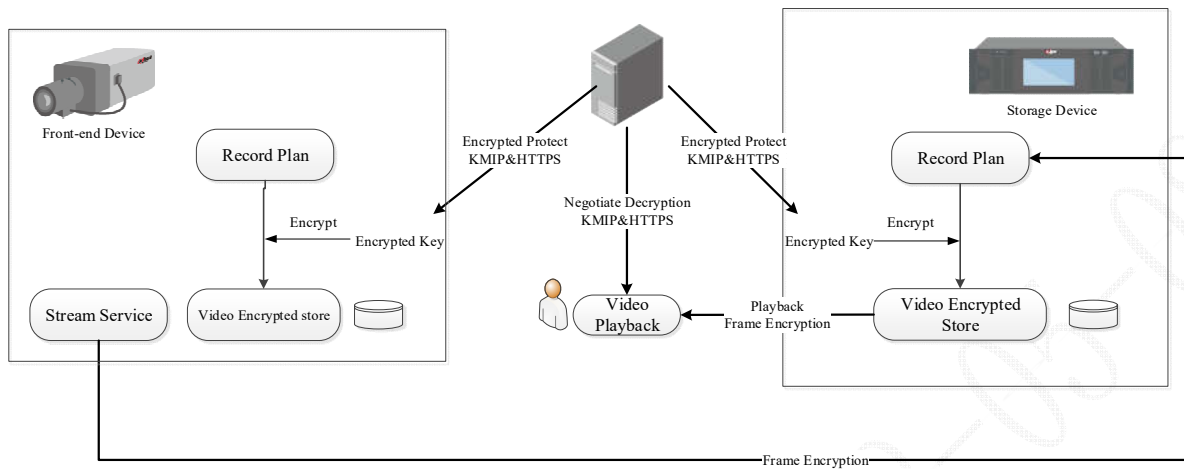 Front-end Device
Record Plan
Encrypt
Encrypted Key
Stream Service
Video Encrypted store
Encrypted Protect
KMIP&HTTPS
Negotiate Decryption
KMIP&HTTPS
Encrypted Protect
KMIP&HTTPS
Video
Playback
Playback
Frame Encryption
Storage Device
Record Plan
Encrypt
Encrypted Key
Video Encrypted
Store
Frame Encryption